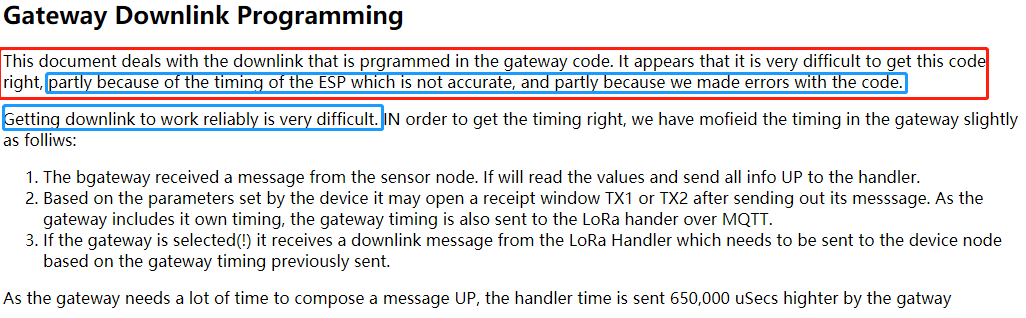 Gateway Downlink Programming
This document deals with the downlink that is prgrammed in the gateway code. It appears that it is very difficult to get this code
right, partly because of the timing of the ESP which is not accurate, and partly because we made errors with the code.
Getting downlink to work reliably is very difficult. IN order to get the timing right, we have mofieid the timing in the gateway slightly
as folliws:
1. The bgateway received a message from the sensor node. If will read the values and send all info UP to the handler.
2. Based on the parameters set by the device it may open a receipt window TX1 or TX2 after sending out its messsage. As the
gateway includes it own timing, the gateway timing is also sent to the LoRa hander over MQTT.
3. If the gateway is selected(!) it receives a downlink message from the LoRa Handler which needs to be sent to the device node
based on the gateway timing previously sent.
As the gateway needs a lot of time to compose a message UP, the handler time is sent 650,000 uSecs highter by the gatway